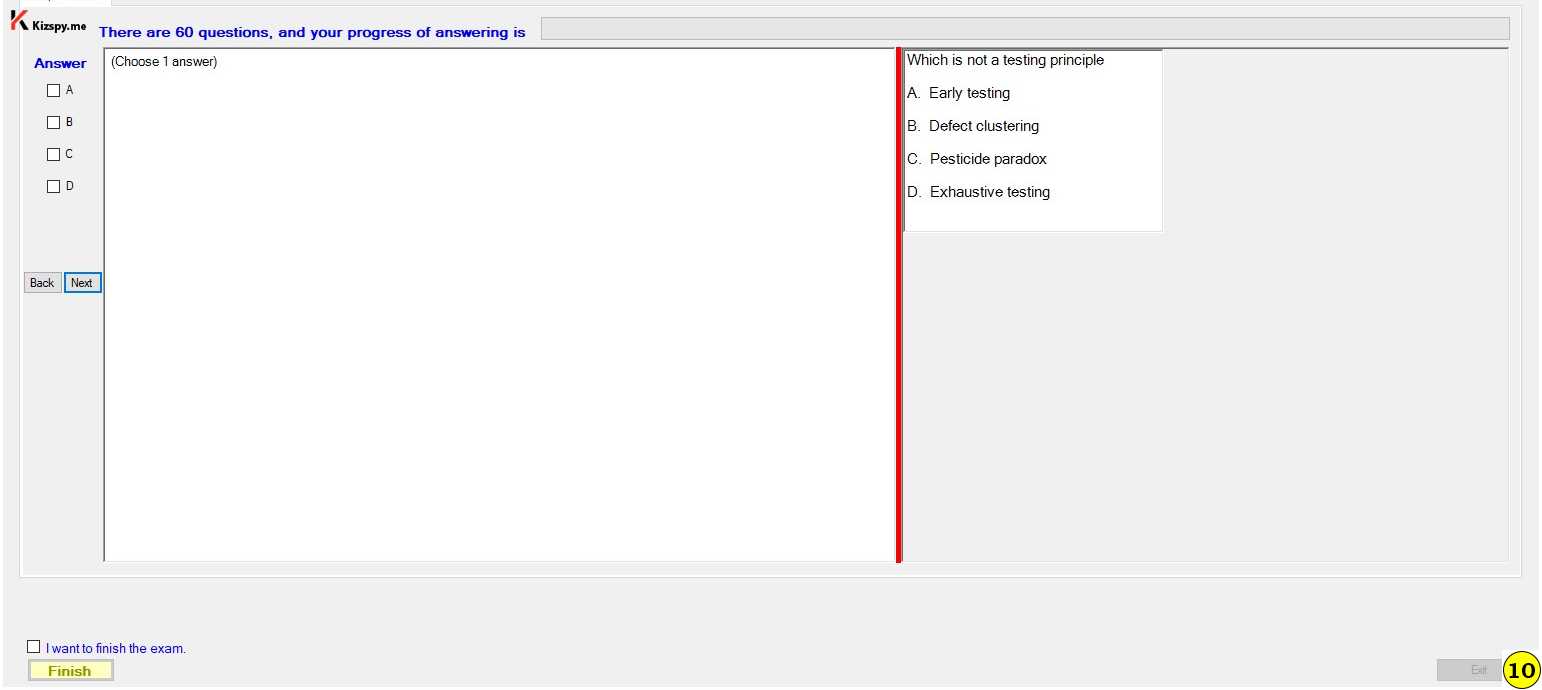 Kizspy.me
There are 60 questions, and your progress of answering is
Answer
(Choose 1 answer)
A
B
C
D
Back
Next
Which is not a testing principle
A. Early testing
B. Defect clustering
C. Pesticide paradox
D. Exhaustive testing
I want to finish the exam.
Finish
Exit
10